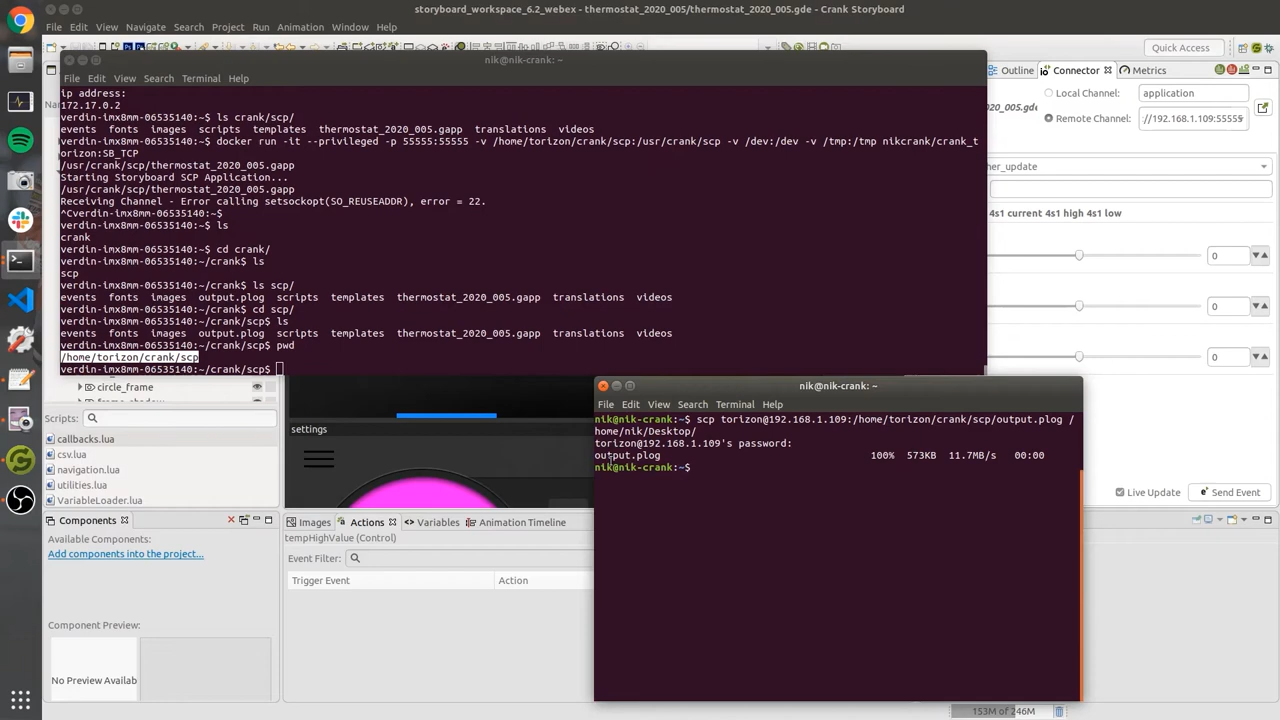 storyboard_workspace_6.2_webex - thermostat_2020_005/thermostat_2020_005.gde - Crank Storyboard
File Edit View Navigate Search Project Run Animation Window Help
Quick Access
nik@nik-crank: ~
File Edit View Search Terminal Help
ip address:
172.17.0.2
verdin-imx8mm-06535140:~$ ls crank/scp/
events fonts images scripts templates thermostat_2020_005.gapp translations videos
verdin-imx8mm-06535140:~$ docker run -it --privileged -p 55555:55555 -v /home/torizon/crank/scp:/usr/crank/scp -v /dev:/dev -v /tmp:/tmp nikcrank/crank_t
orizon:SB_TCP
/usr/crank/scp/thermostat_2020_005.gapp
Starting Storyboard SCP Application...
/usr/crank/scp/thermostat_2020_005.gapp
Receiving Channel - Error calling setsockopt(SO_REUSEADDR), error = 22.
^Cverdin-imx8mm-06535140:~$
verdin-imx8mm-06535140:~$ ls
crank
verdin-imx8mm-06535140:~$ cd crank/
verdin-imx8mm-06535140:~/crank$ ls
scp
verdin-imx8mm-06535140:~/crank$ ls scp/
events fonts images output.plog scripts templates thermostat_2020_005.gapp translations videos
verdin-imx8mm-06535140:~/crank$ cd scp/
verdin-imx8mm-06535140:~/crank/scp$ ls
events fonts images output.plog scripts templates thermostat_2020_005.gapp translations videos
verdin-imx8mm-06535140:~/crank/scp$ pwd
/home/torizon/crank/scp
verdin-imx8mm-06535140:~/crank/scp$
Outline Connector Metrics
Local Channel: application
Remote Channel: //192.168.1.109:55555
4s1 current 4s1 high 4s1 low
0
0
0
Live Update Send Event
circle_frame
Scripts:
callbacks.lua
csv.lua
navigation.lua
utilities.lua
VariableLoader.lua
Components
Available Components:
Add components into the project...
Component Preview:
No Preview Availab
settings
Images Actions Variables Animation Timeline
tempHighValue (Control)
Event Filter:
Trigger Event Action
nik@nik-crank: ~
File Edit View Search Terminal Help
nik@nik-crank:~$ scp torizon@192.168.1.109:/home/torizon/crank/scp/output.plog /
home/nik/Desktop/
torizon@192.168.1.109's password:
output.plog 100% 573KB 11.7MB/s 00:00
nik@nik-crank:~$
153M of 246M